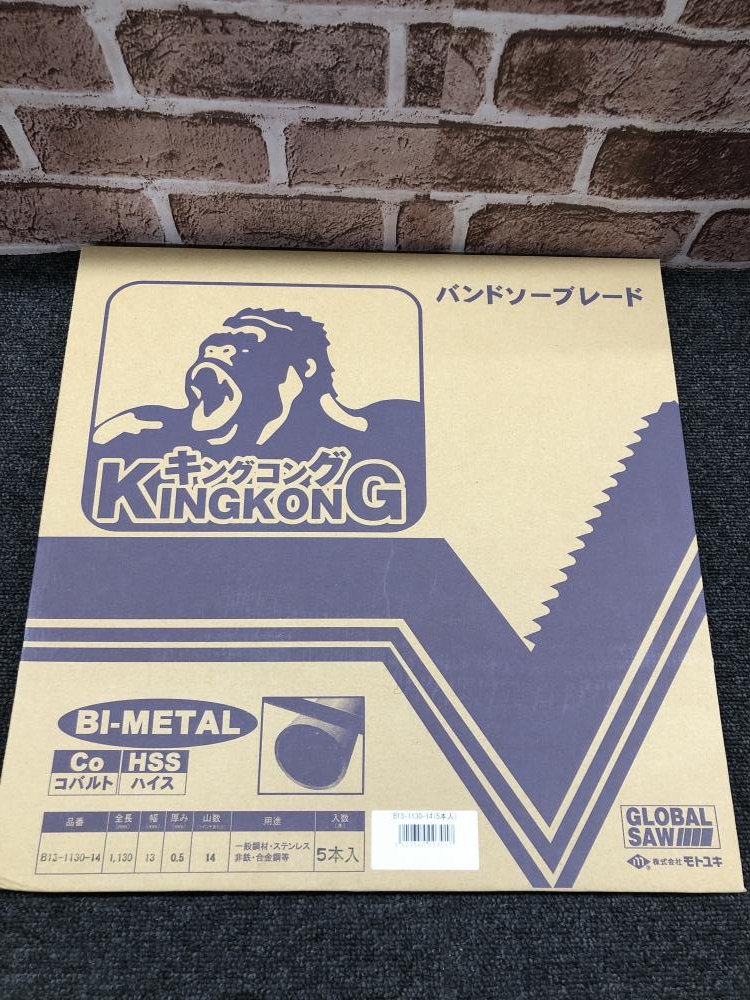 バンドソーブレード
キングコング
KINGKONG
BI-METAL
Co HSS
コバルト ハイス
品番 全長 幅 厚み 山数 用途 入数
B13-1130-14 1,130 13 0.5 14 一般鋼材・ステンレス 非鉄・合金鋼等 5本入
B13-1130-14(5本入)
GLOBAL
SAW
株式会社 モトユキ